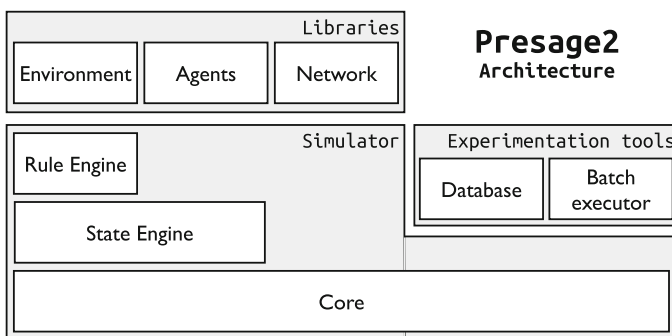 Libraries
Environment
Agents
Network
Presage2
Architecture
Simulator
Rule Engine
State Engine
Core
Experimentation tools
Database
Batch
executor